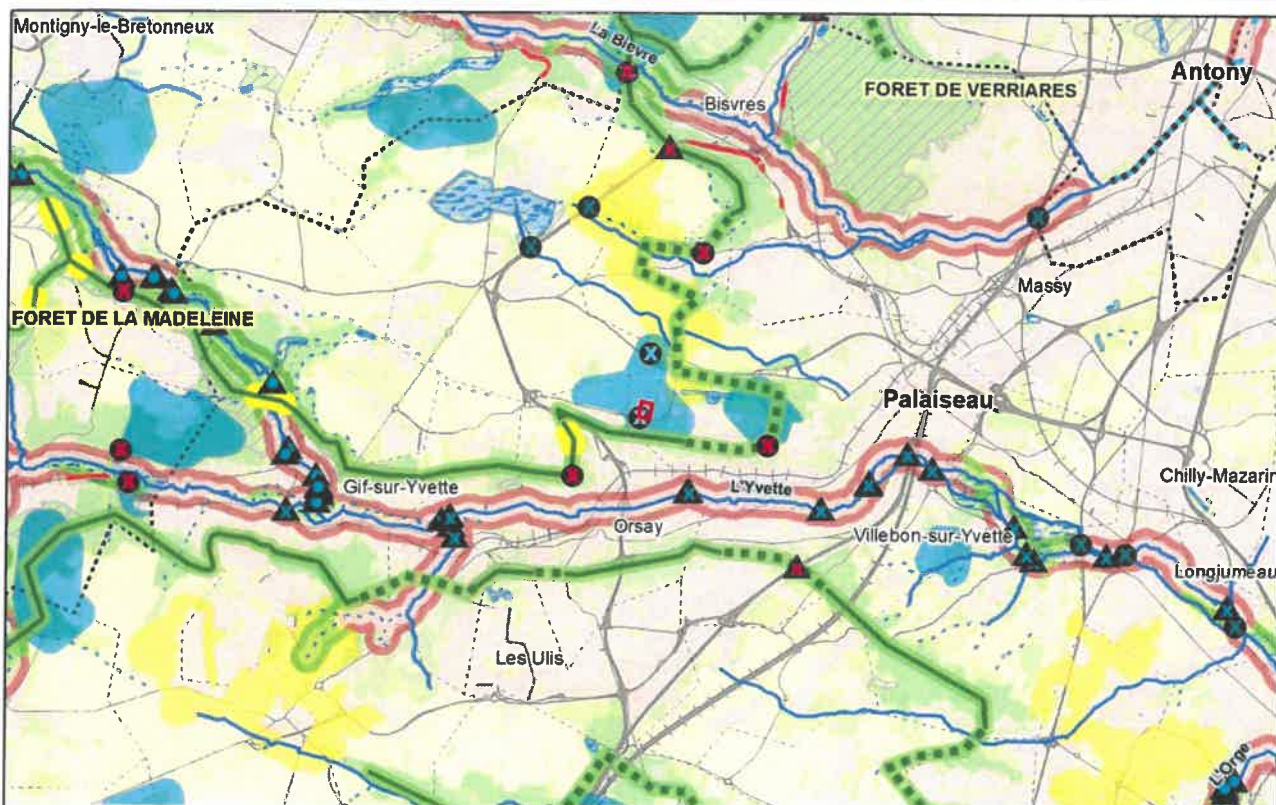 Montigny-le-Bretonneux
La Bièvre
Antony
FORET DE VERRIARES
Bisvres
Massy
FORET DE LA MADELEINE
Palaiseau
Chilly-Mazarin
Gif-sur-Yvette
L'Yvette
Orsay
Villebon-sur-Yvette
Longjumeau
Les Ulis
L'Orge